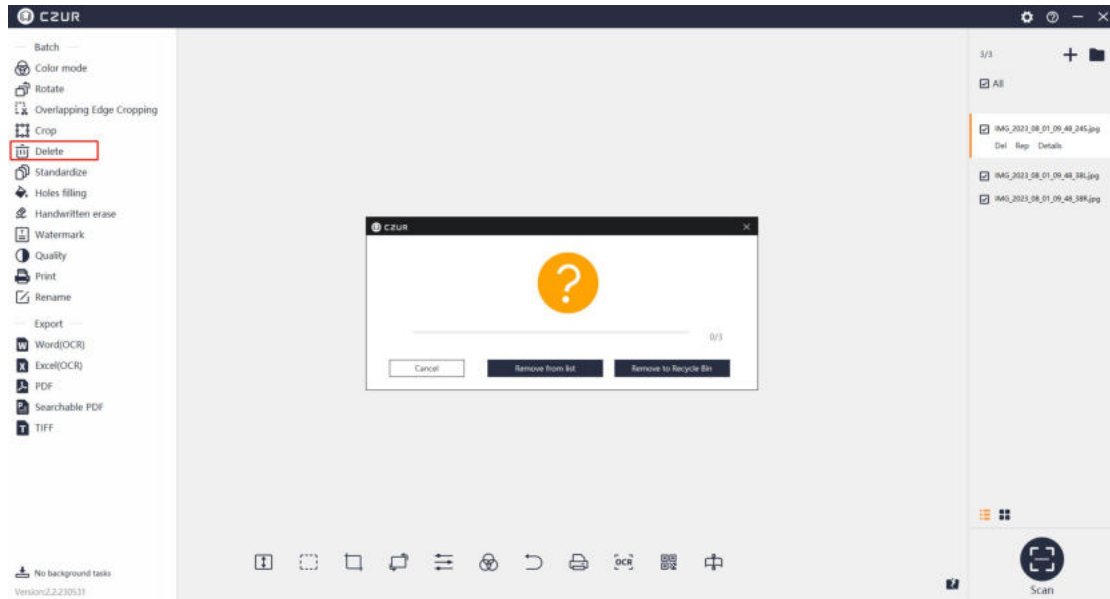 CZUR
Batch
Color mode
Rotate
Overlapping Edge Cropping
Crop
Delete
Standardize
Holes filling
Handwritten erase
Watermark
Quality
Print
Rename
Export
Word(OCR)
Excel(OCR)
PDF
Searchable PDF
TIFF
No background tasks
Version:2.2.230531
CZUR
?
0/3
Cancel
Remove from list
Remove to Recycle Bin
OCR
3/3
All
IMG_2023_08_01_09_48_24S.jpg
Del Rep Details
IMG_2023_08_01_09_48_38L.jpg
IMG_2023_08_01_09_48_38R.jpg
Scan